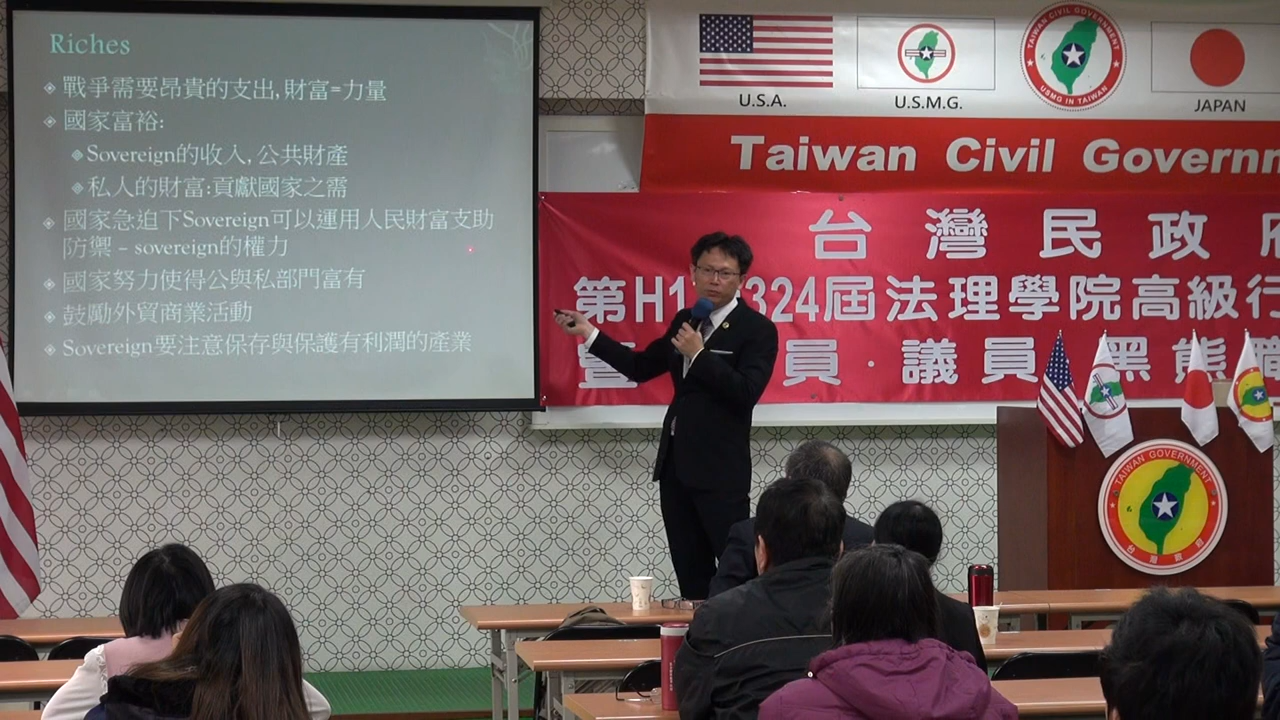 Riches
戰爭需要昂貴的支出, 財富=力量
國家富裕:
Sovereign的收入, 公共財產
私人的財富:貢獻國家之需
國家急迫下Sovereign可以運用人民財富支助
防禦 – sovereign的權力
國家努力使得公與私部門富有
鼓勵外貿商業活動
Sovereign要注意保存與保護有利潤的產業
U.S.A.
U.S.M.G.
TAIWAN CIVIL GOVERNMENT
USMG IN TAIWAN
JAPAN
Taiwan Civil
台灣民政
324屆法理學院高級
員·議員
黑熊
TAIWAN GOVERNMENT
台灣政府